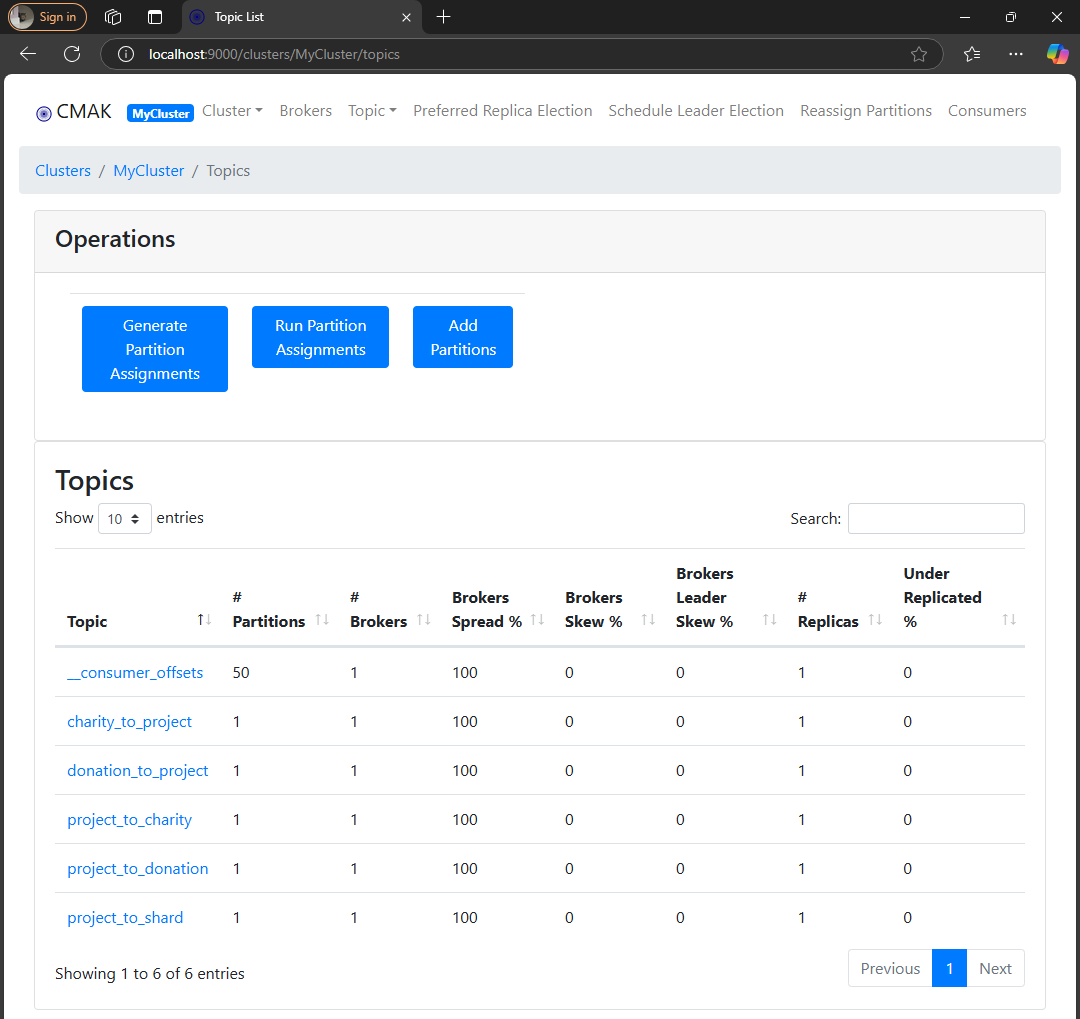 Sign in
Topic List
localhost:9000/clusters/MyCluster/topics
CMAK MyCluster Cluster Brokers Topic Preferred Replica Election Schedule Leader Election Reassign Partitions Consumers
Clusters / MyCluster / Topics
Operations
Generate Partition Assignments
Run Partition Assignments
Add Partitions
Topics
Show 10 entries
Search:
Topic # Partitions # Brokers Brokers Spread % Brokers Skew % Brokers Leader Skew % # Replicas Under Replicated %
__consumer_offsets 50 1 100 0 0 1 0
charity_to_project 1 1 100 0 0 1 0
donation_to_project 1 1 100 0 0 1 0
project_to_charity 1 1 100 0 0 1 0
project_to_donation 1 1 100 0 0 1 0
project_to_shard 1 1 100 0 0 1 0
Showing 1 to 6 of 6 entries
Previous 1 Next